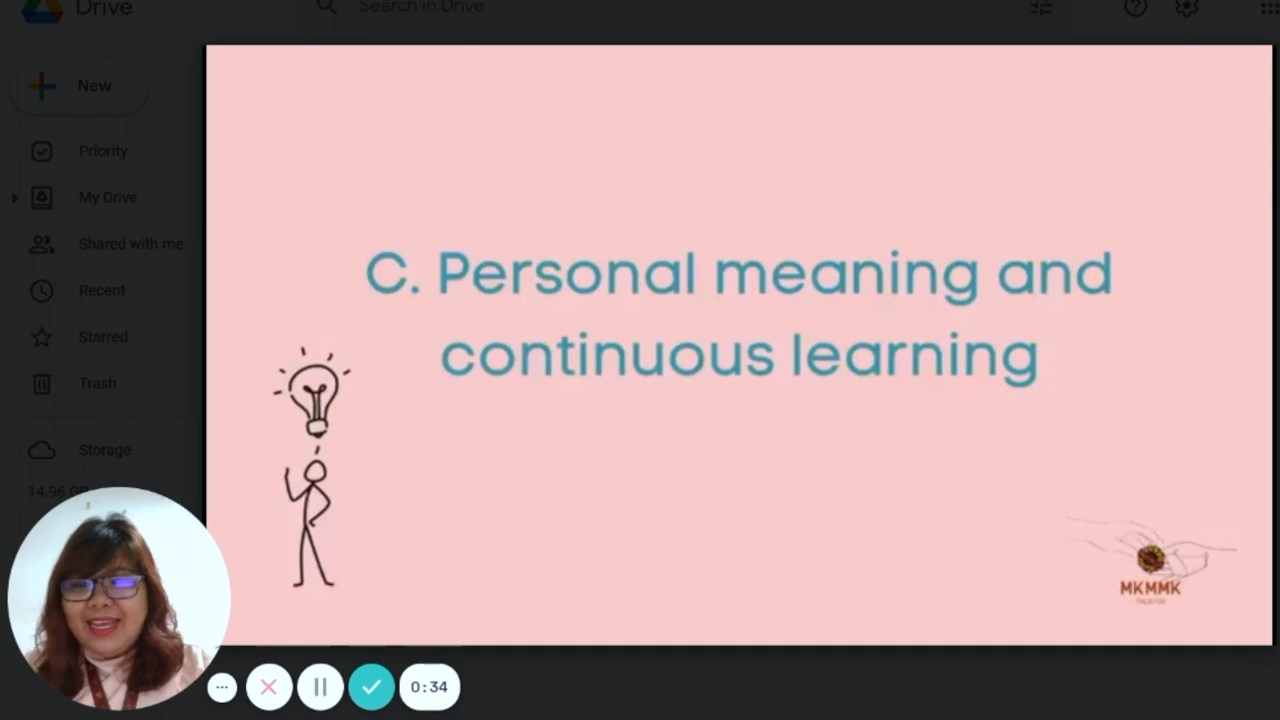 Drive
Search in Drive
New
Priority
My Drive
Shared with me
Recent
Starred
Trash
Storage
14.96 GB
C. Personal meaning and
continuous learning
MKMMK
0:34